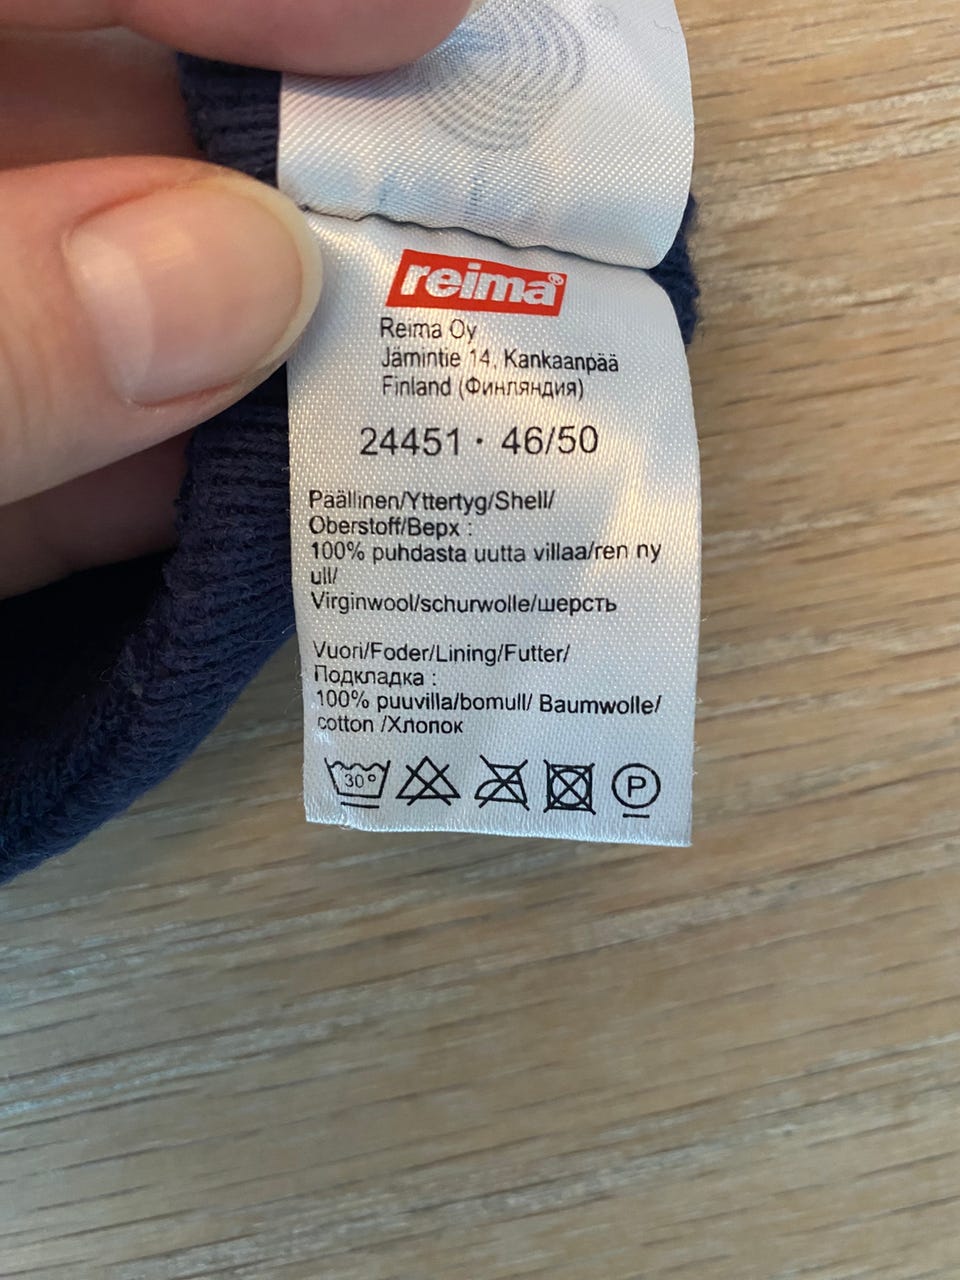 reima®
Reima Oy
Jämintie 14, Kankaanpää
Finland (Финляндия)
24451 · 46/50
Päällinen/Yttertyg/Shell/
Oberstoff/Верх :
100% puhdasta uutta villaa/ren ny
ull/
Virginwool/schurwolle/шерсть
Vuori/Foder/Lining/Futter/
Подкладка :
100% puuvilla/bomull/ Baumwolle/
cotton /Хлопок
30°
P